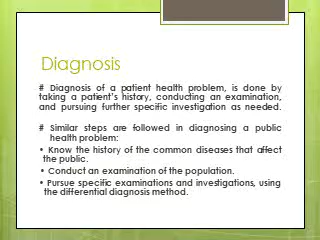 Diagnosis
# Diagnosis of a patient health problem, is done by
taking a patient's history, conducting an examination,
and pursuing further specific investigation as needed.
# Similar steps are followed in diagnosing a public
health problem:
• Know the history of the common diseases that affect
the public.
• Conduct an examination of the population.
• Pursue specific examinations and investigations, using
the differential diagnosis method.